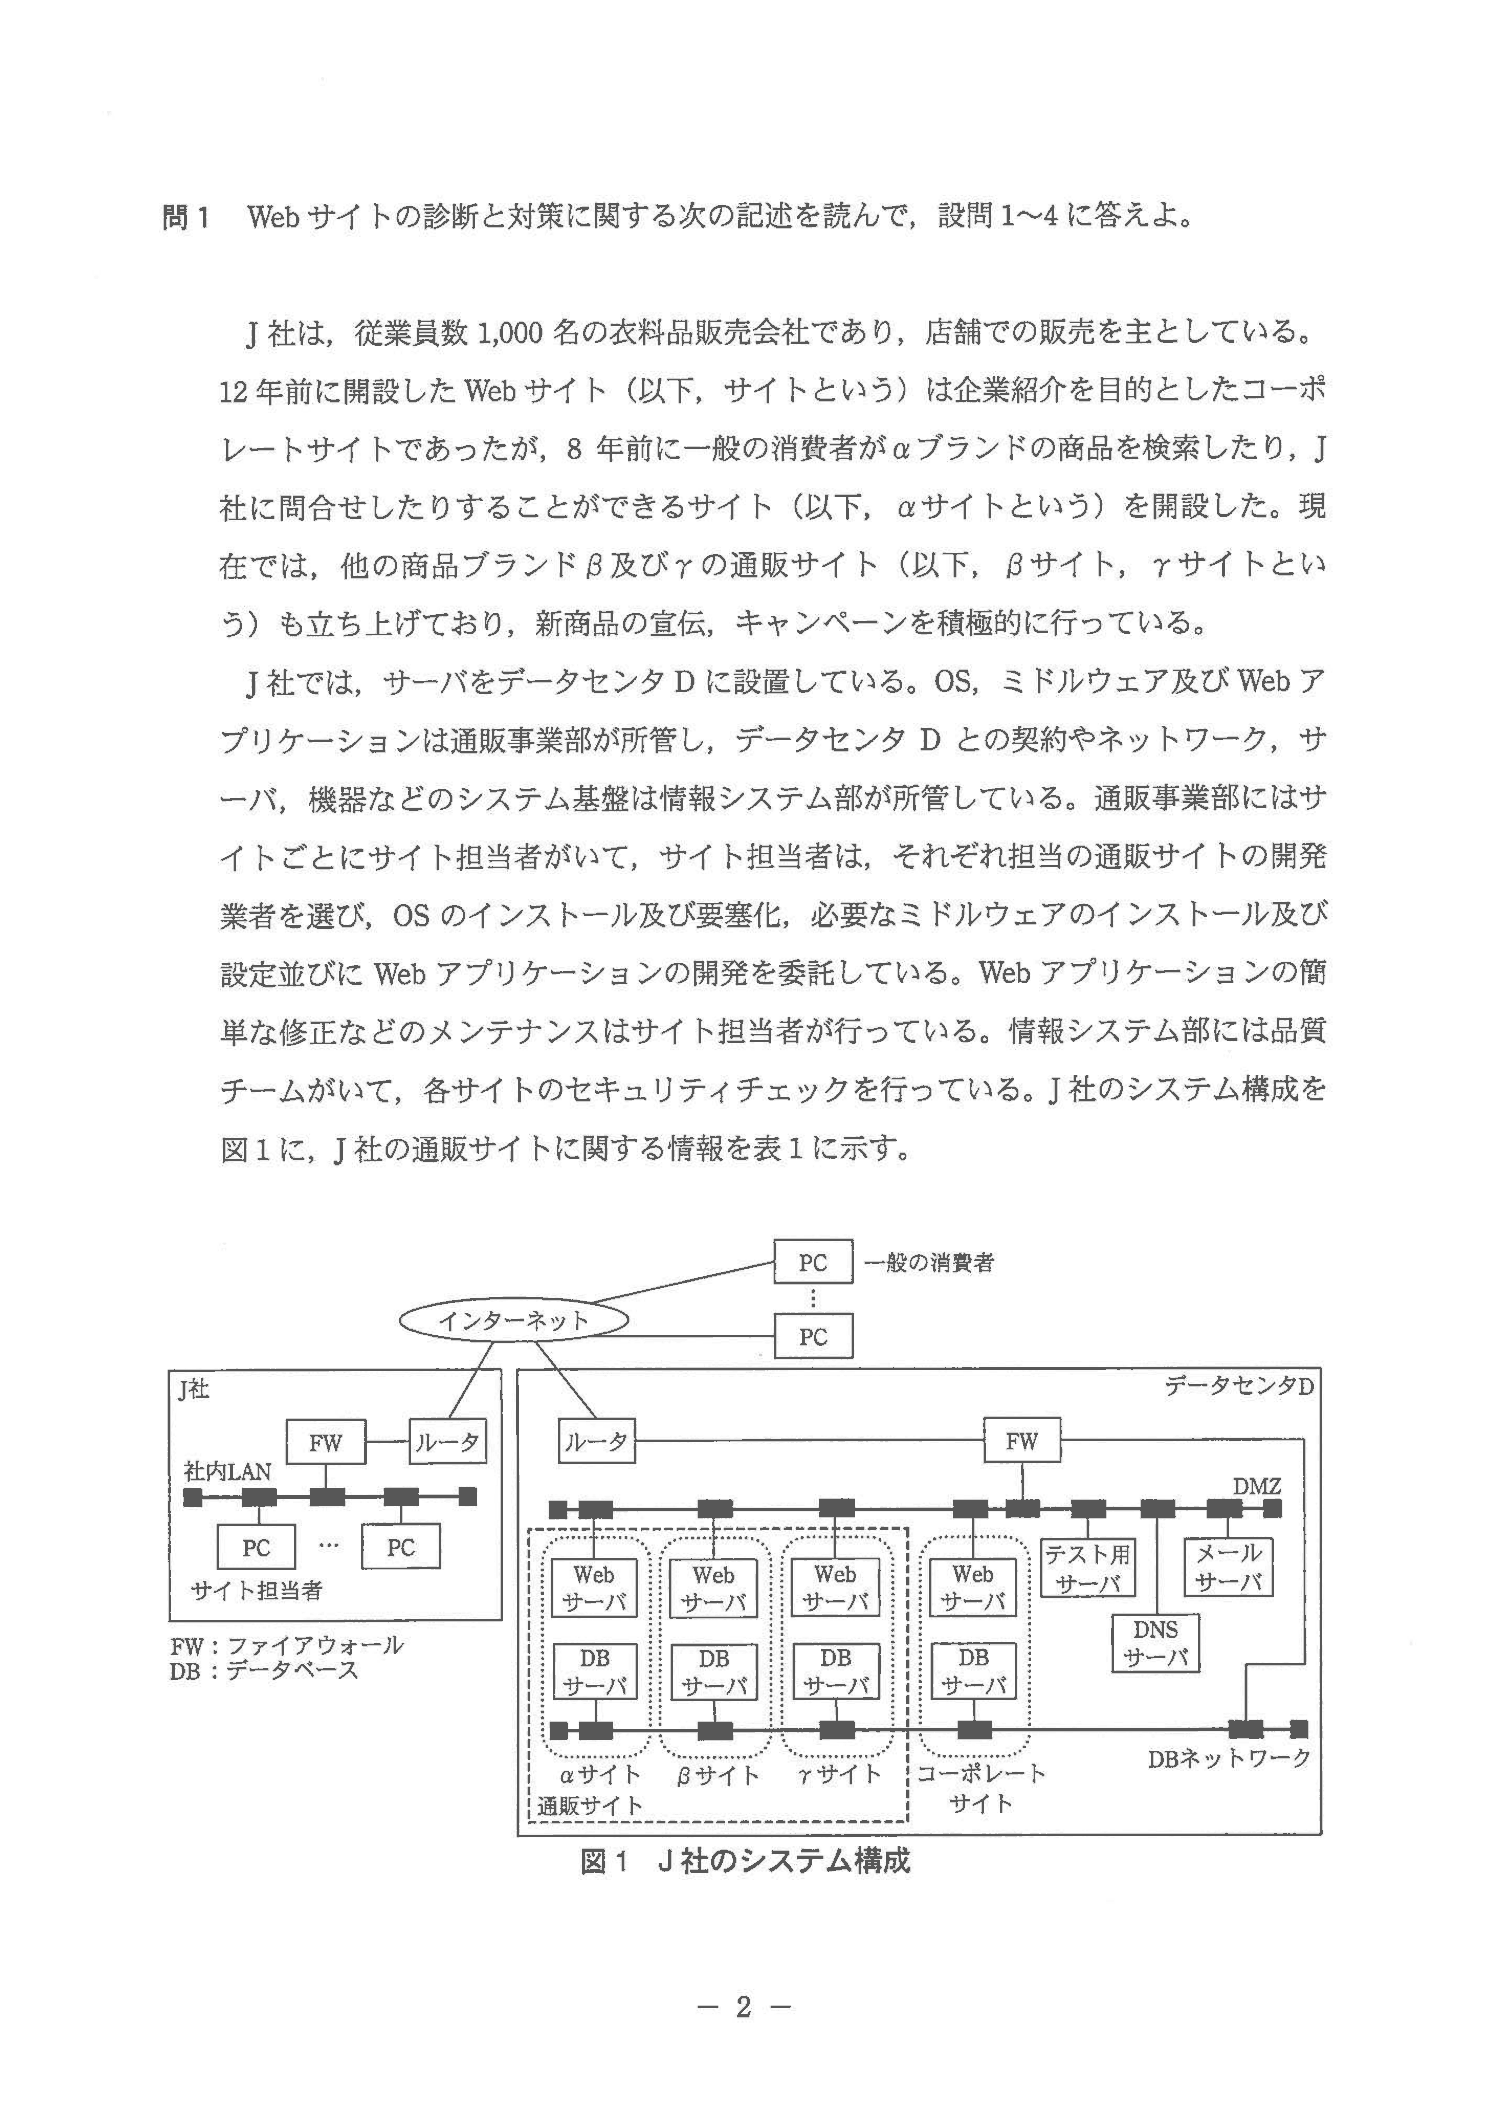 問1　Web サイトの診断と対策に関する次の記述を読んで，設問 1～4 に答えよ。
J 社は，従業員数 1,000 名の衣料品販売会社であり，店舗での販売を主としている。
12 年前に開設した Web サイト（以下，サイトという）は企業紹介を目的としたコーポ
レートサイトであったが，8 年前に一般の消費者がαブランドの商品を検索したり，J
社に問合せしたりすることができるサイト（以下，αサイトという）を開設した。現
在では，他の商品ブランドβ及びγの通販サイト（以下，βサイト，γサイトとい
う）も立ち上げており，新商品の宣伝，キャンペーンを積極的に行っている。
J 社では，サーバをデータセンタ D に設置している。OS，ミドルウェア及び Web ア
プリケーションは通販事業部が所管し，データセンタ D との契約やネットワーク，サ
ーバ，機器などのシステム基盤は情報システム部が所管している。通販事業部にはサ
イトごとにサイト担当者がいて，サイト担当者は，それぞれ担当の通販サイトの開発
業者を選び，OS のインストール及び要塞化，必要なミドルウェアのインストール及び
設定並びに Web アプリケーションの開発を委託している。Web アプリケーションの簡
単な修正などのメンテナンスはサイト担当者が行っている。情報システム部には品質
チームがいて，各サイトのセキュリティチェックを行っている。J 社のシステム構成を
図 1 に，J 社の通販サイトに関する情報を表 1 に示す。
PC 一般の消費者
インターネット
PC
J社
データセンタD
FW
ルータ
ルータ
FW
社内LAN
DMZ
PC
…
PC
サイト担当者
Web
サーバ
Web
サーバ
Web
サーバ
Web
サーバ
テスト用
サーバ
メール
サーバ
DNS
サーバ
FW：ファイアウォール
DB：データベース
DB
サーバ
DB
サーバ
DB
サーバ
DB
サーバ
DBネットワーク
αサイト
βサイト
γサイト
コーポレート
サイト
通販サイト
図1　J社のシステム構成
－ 2 －